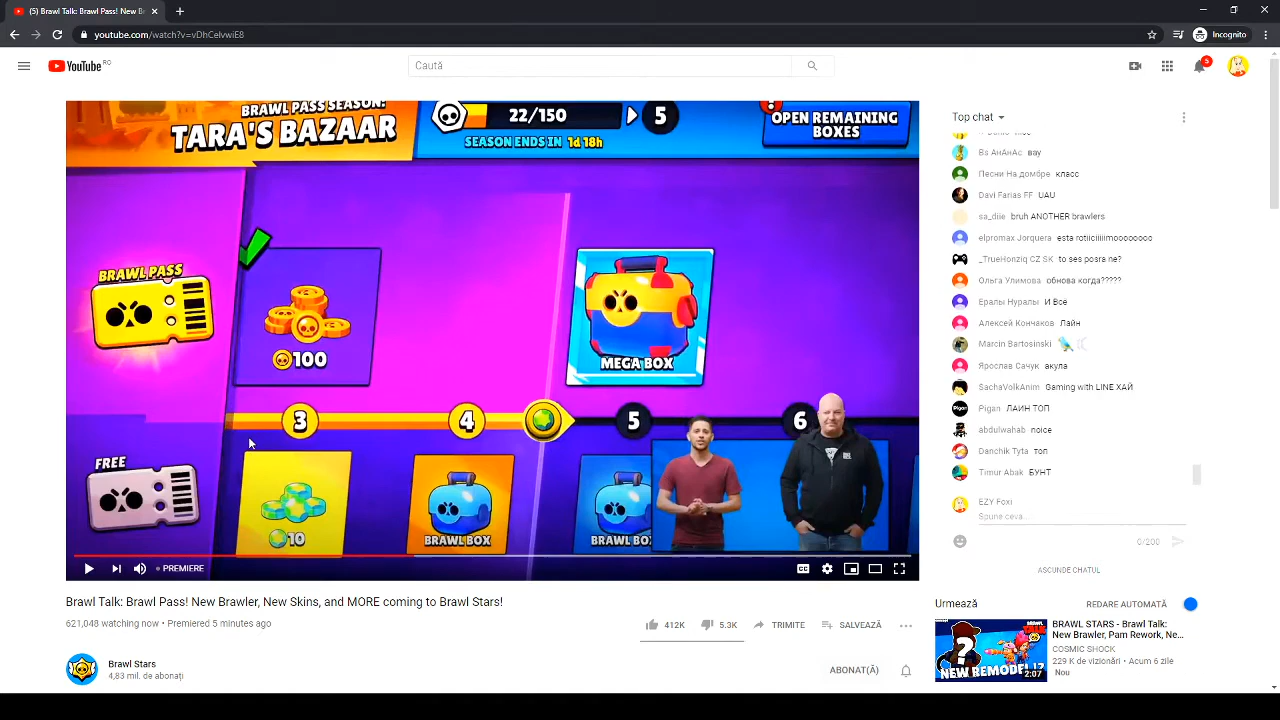 (5) Brawl Talk: Brawl Pass! New Br
youtube.com/watch?v=vDhCelvwiE8
Incognito
YouTube RO
Caută
5
BRAWL PASS SEASON:
TARA'S BAZAAR
22/150
5
SEASON ENDS IN 1d 18h
OPEN REMAINING
BOXES
BRAWL PASS
100
MEGA BOX
3
4
5
6
FREE
10
BRAWL BOX
BRAWL BO
PREMIERE
CC
Brawl Talk: Brawl Pass! New Brawler, New Skins, and MORE coming to Brawl Stars!
621,048 watching now • Premiered 5 minutes ago
412K
5.3K
TRIMITE
SALVEAZĂ
Brawl Stars
4,83 mil. de abonați
ABONAT(Ă)
Top chat
Bs АнАнАс вау
Песни На домбре класс
Davi Farias FF UAU
sa_diie bruh ANOTHER brawlers
elpromax Jorquera esta rotiiciiiiimoooooooo
_TrueHonziq CZ SK to ses posra ne?
Ольга Улимова обнова когда?????
Ералы Нуралы И Всё
Алексей Кончаков Лайн
Marcin Bartosinski
Ярослав Сачук акула
SachaVolkAnim Gaming with LINE ХАЙ
Pigan ЛАИН ТОП
abdulwahab noice
Danchik Tyta топ
Timur Abak БУНТ
EZY Foxi
Spune ceva...
0/200
ASCUNDE CHATUL
Urmează
REDARE AUTOMATĂ
NEW REMODEL!?
2:07
BRAWL STARS - Brawl Talk:
New Brawler, Pam Rework, Ne...
COSMIC SHOCK
229 K de vizionări • Acum 6 zile
Nou